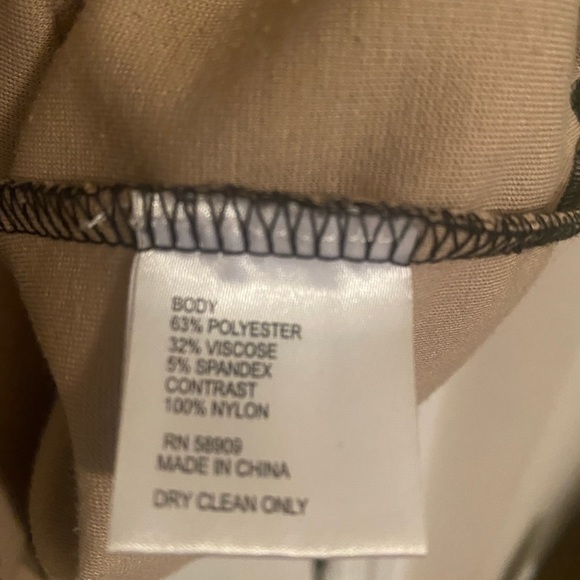 BODY
63% POLYESTER
32% VISCOSE
5% SPANDEX
CONTRAST
100% NYLON
RN 58909
MADE IN CHINA
DRY CLEAN ONLY